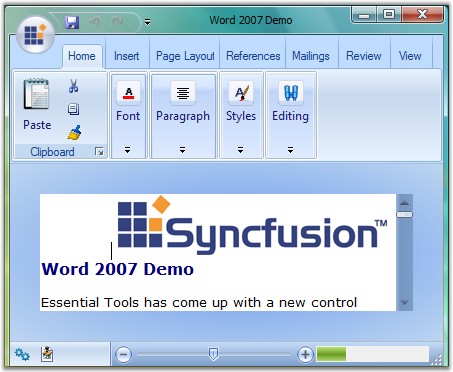 Word 2007 Demo
Home Insert Page Layout References Mailings Review View
Paste Font Paragraph Styles Editing
Clipboard
Syncfusion™
Word 2007 Demo
Essential Tools has come up with a new control